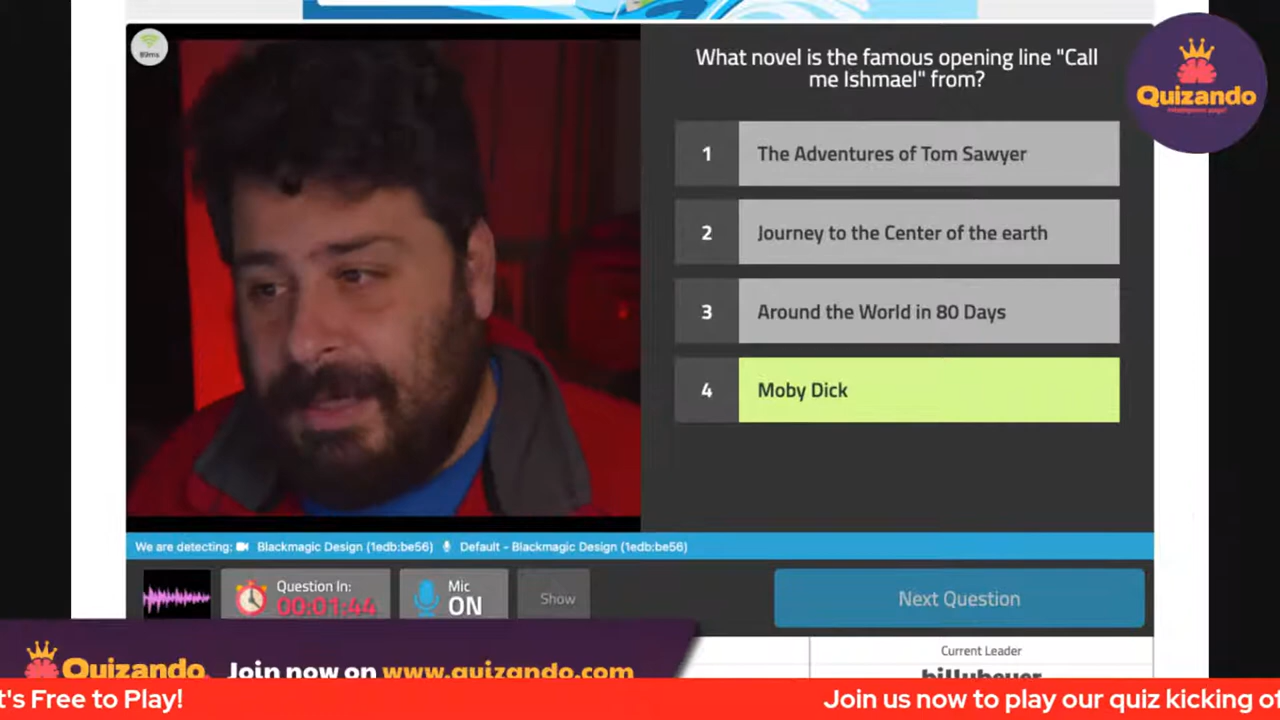 89ms
What novel is the famous opening line "Call
me Ishmael" from?
Quizando
1 The Adventures of Tom Sawyer
2 Journey to the Center of the earth
3 Around the World in 80 Days
4 Moby Dick
We are detecting: Blackmagic Design (1edb:be56) Default - Blackmagic Design (1edb:be56)
Question In:
00:01:44
Mic
ON
Show
Next Question
Current Leader
Quizando Join now on www.quizando.com
t's Free to Play! Join us now to play our quiz kicking of